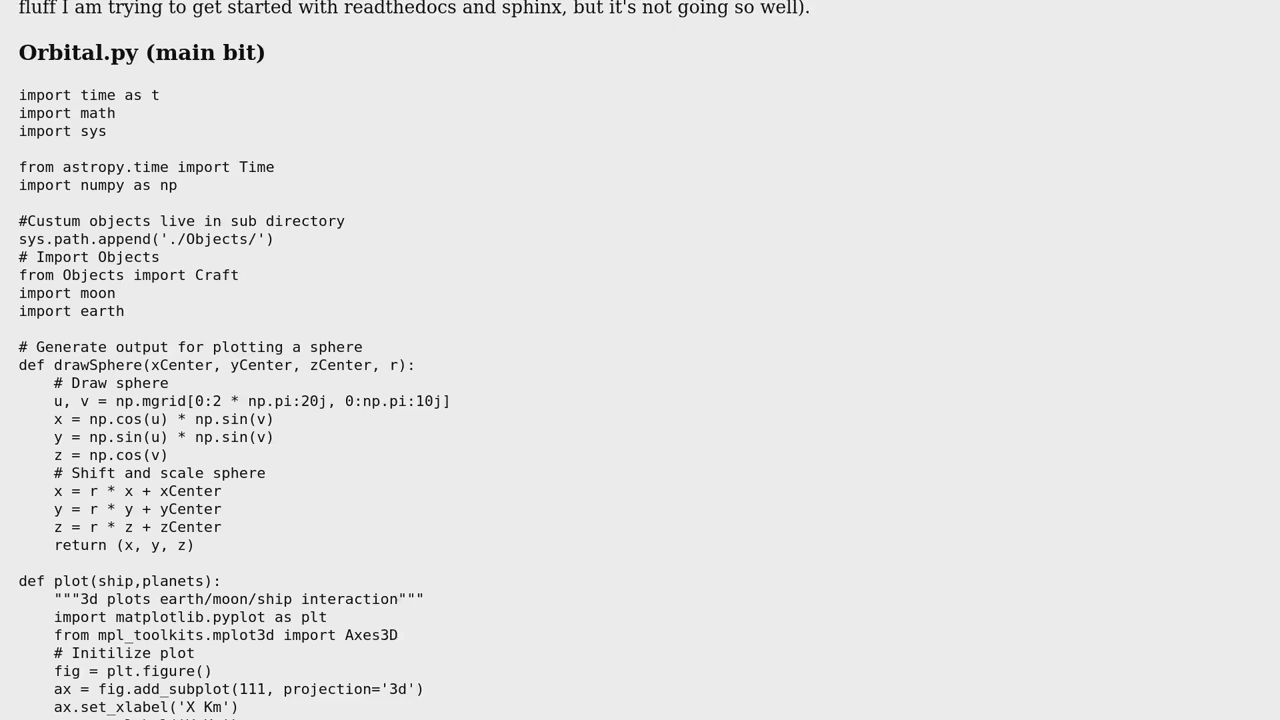 fluff I am trying to get started with readthedocs and sphinx, but it's not going so well).
Orbital.py (main bit)
import time as t
import math
import sys
from astropy.time import Time
import numpy as np
#Custum objects live in sub directory
sys.path.append('./Objects/')
# Import Objects
from Objects import Craft
import moon
import earth
# Generate output for plotting a sphere
def drawSphere(xCenter, yCenter, zCenter, r):
    # Draw sphere
    u, v = np.mgrid[0:2 * np.pi:20j, 0:np.pi:10j]
    x = np.cos(u) * np.sin(v)
    y = np.sin(u) * np.sin(v)
    z = np.cos(v)
    # Shift and scale sphere
    x = r * x + xCenter
    y = r * y + yCenter
    z = r * z + zCenter
    return (x, y, z)
def plot(ship,planets):
    """3d plots earth/moon/ship interaction"""
    import matplotlib.pyplot as plt
    from mpl_toolkits.mplot3d import Axes3D
    # Initilize plot
    fig = plt.figure()
    ax = fig.add_subplot(111, projection='3d')
    ax.set_xlabel('X Km')